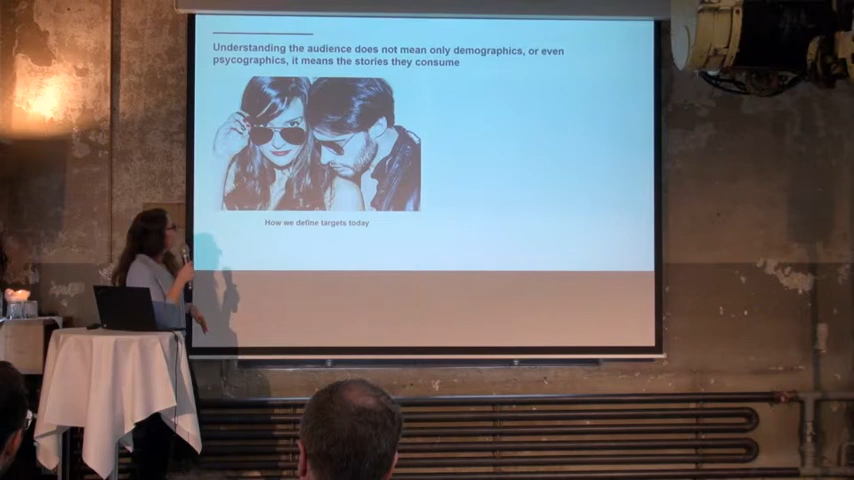 Understanding the audience does not mean only demographics, or even
psycographics, it means the stories they consume
How we define targets today